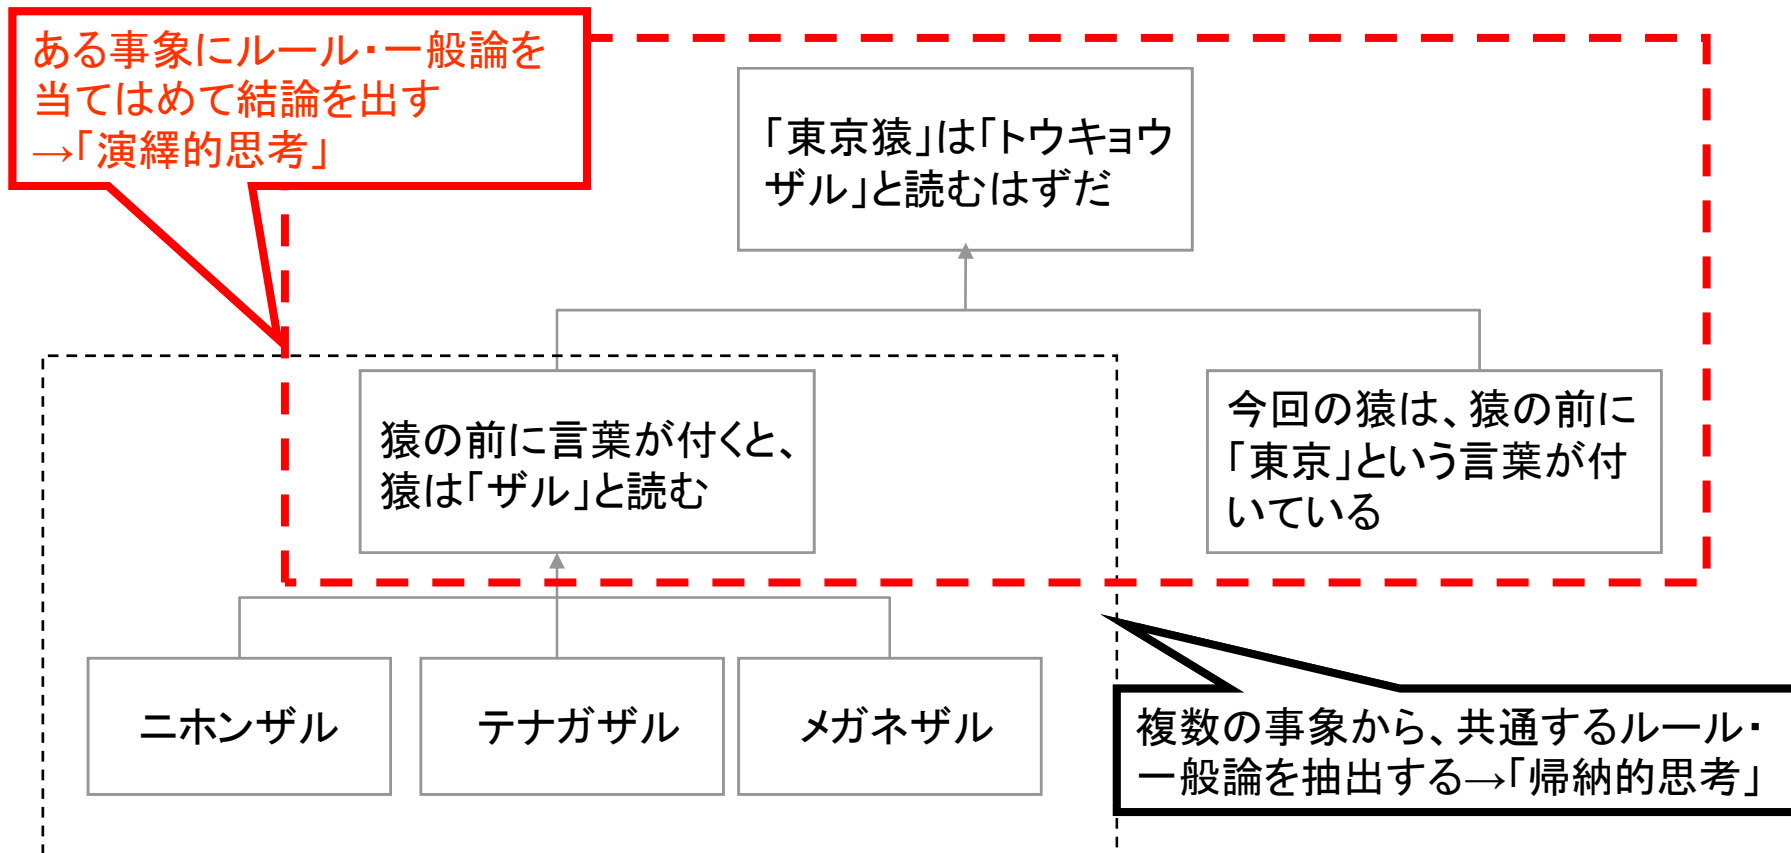 ある事象にルール・一般論を
当てはめて結論を出す
→「演繹的思考」
「東京猿」は「トウキョウ
ザル」と読むはずだ
猿の前に言葉が付くと、
猿は「ザル」と読む
今回の猿は、猿の前に
「東京」という言葉が付
いている
ニホンザル
テナガザル
メガネザル
複数の事象から、共通するルール・
一般論を抽出する→「帰納的思考」